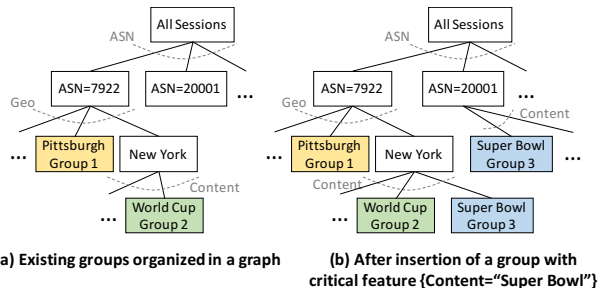 All Sessions
ASN
ASN=7922
ASN=20001
...
Geo
...
Pittsburgh
Group 1
New York
Content
...
World Cup
Group 2
a) Existing groups organized in a graph
All Sessions
ASN
ASN=7922
ASN=20001
...
Geo
Content
...
Pittsburgh
Group 1
New York
Super Bowl
Group 3
...
Content
...
World Cup
Group 2
Super Bowl
Group 3
(b) After insertion of a group with
critical feature {Content=“Super Bowl”}